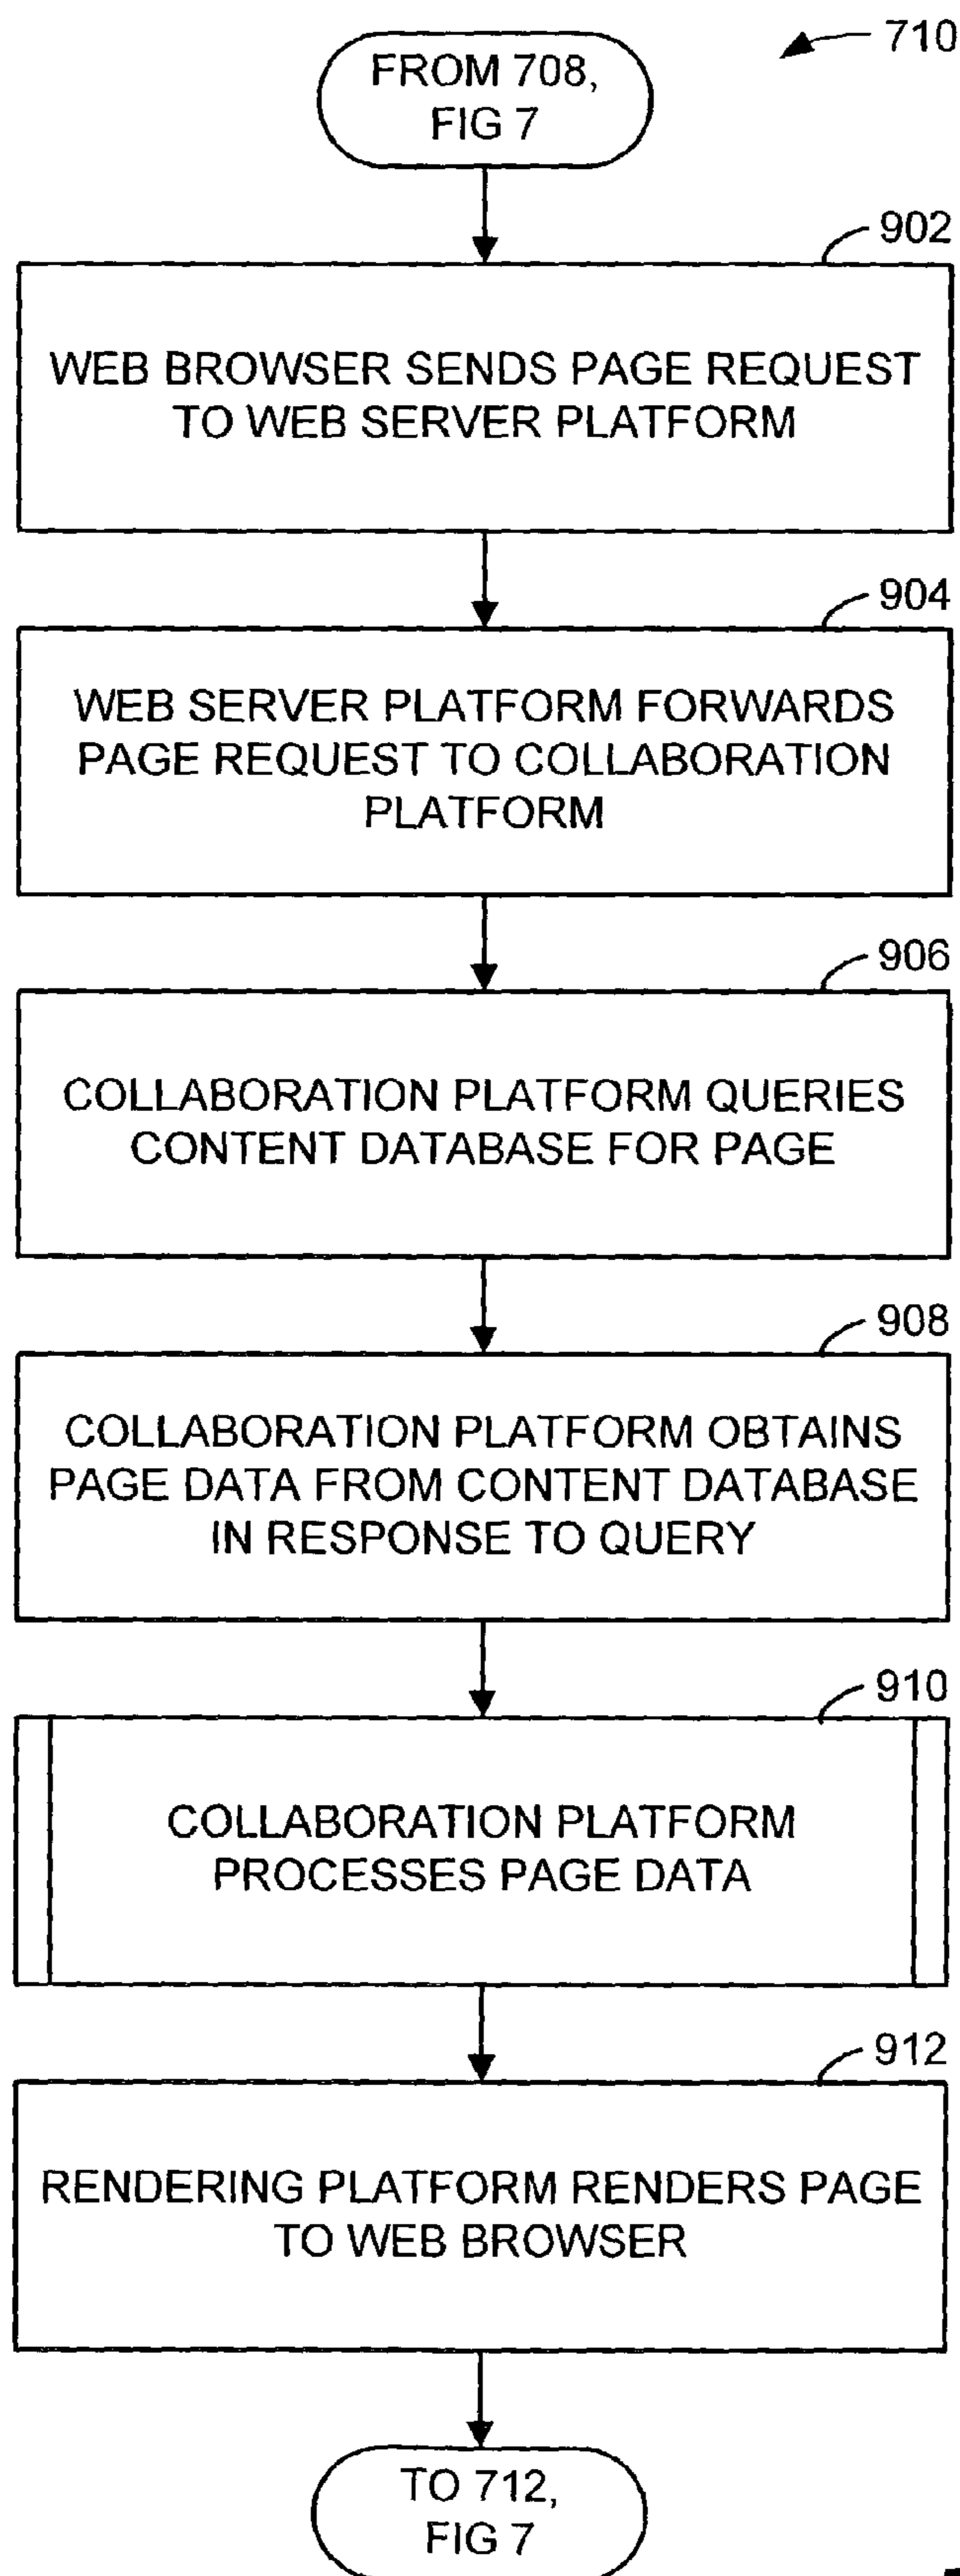 710
FROM 708,
FIG 7
902
WEB BROWSER SENDS PAGE REQUEST
TO WEB SERVER PLATFORM
904
WEB SERVER PLATFORM FORWARDS
PAGE REQUEST TO COLLABORATION
PLATFORM
906
COLLABORATION PLATFORM QUERIES
CONTENT DATABASE FOR PAGE
908
COLLABORATION PLATFORM OBTAINS
PAGE DATA FROM CONTENT DATABASE
IN RESPONSE TO QUERY
910
COLLABORATION PLATFORM
PROCESSES PAGE DATA
912
RENDERING PLATFORM RENDERS PAGE
TO WEB BROWSER
TO 712,
FIG 7